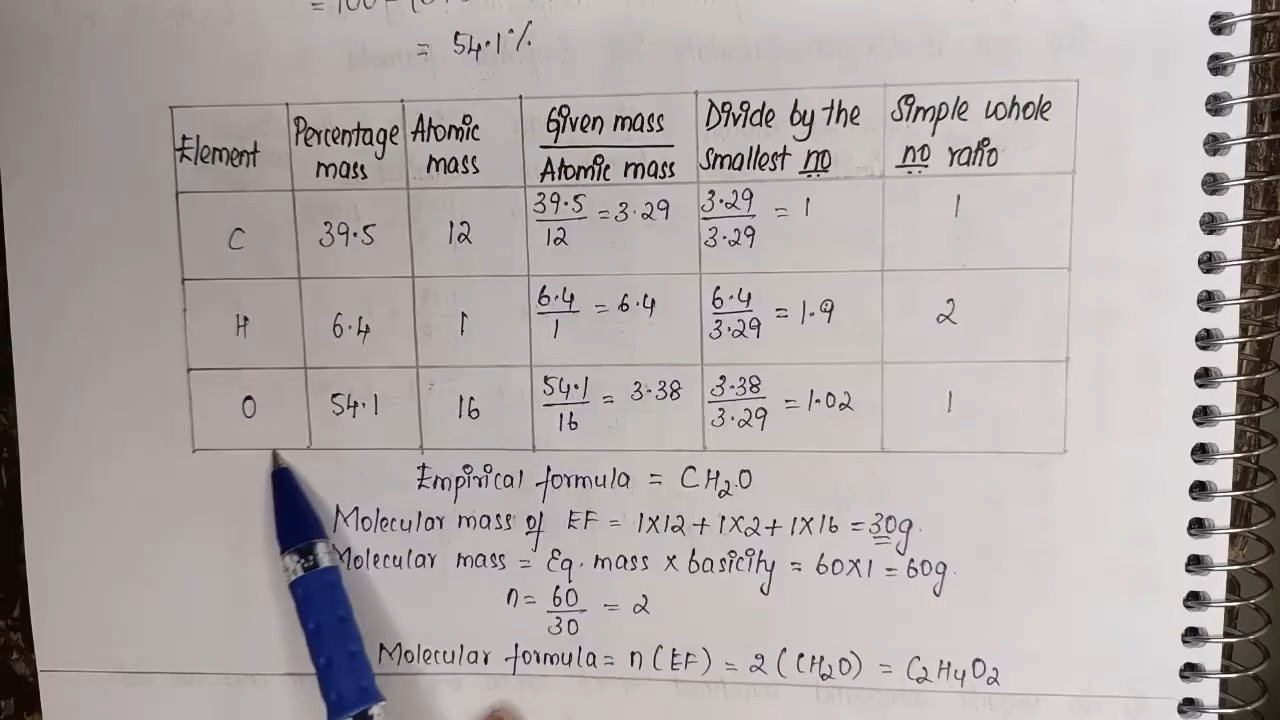 = 54.1%
Element | Percentage mass | Atomic mass | Given mass / Atomic mass | Divide by the smallest no | Simple whole no ratio
C | 39.5 | 12 | 39.5/12 = 3.29 | 3.29/3.29 = 1 | 1
H | 6.4 | 1 | 6.4/1 = 6.4 | 6.4/3.29 = 1.9 | 2
O | 54.1 | 16 | 54.1/16 = 3.38 | 3.38/3.29 = 1.02 | 1
Empirical formula = CH₂O
Molecular mass of EF = 1X12 + 1X2 + 1X16 = 30g.
Molecular mass = Eq. mass x basicity = 60X1 = 60g.
n = 60/30 = 2
Molecular formula = n(EF) = 2(CH₂O) = C₂H₄O₂